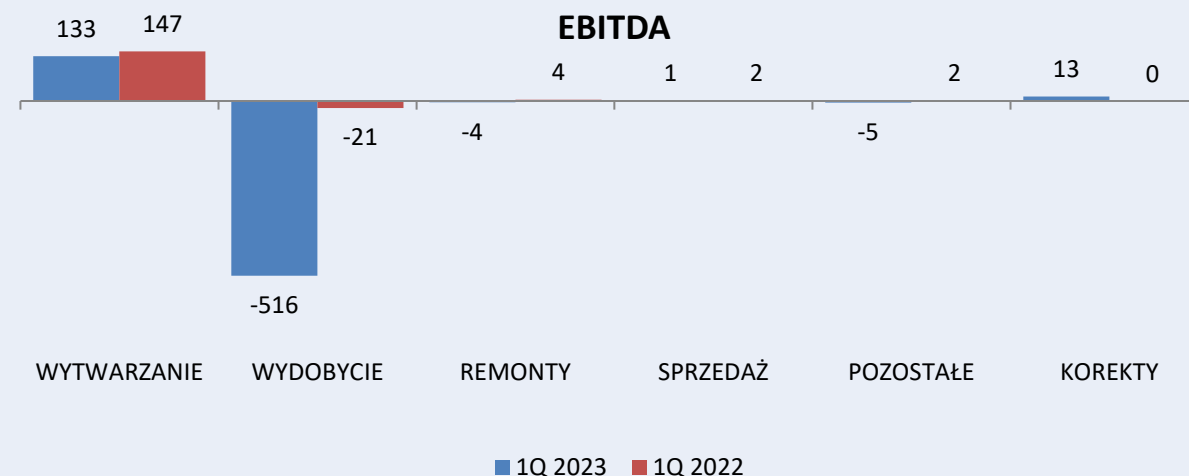 EBITDA
133 147 4 1 2 2 13 0
-21 -4 -5
-516
WYTWARZANIE WYDOBYCIE REMONTY SPRZEDAŻ POZOSTAŁE KOREKTY
1Q 2023 1Q 2022